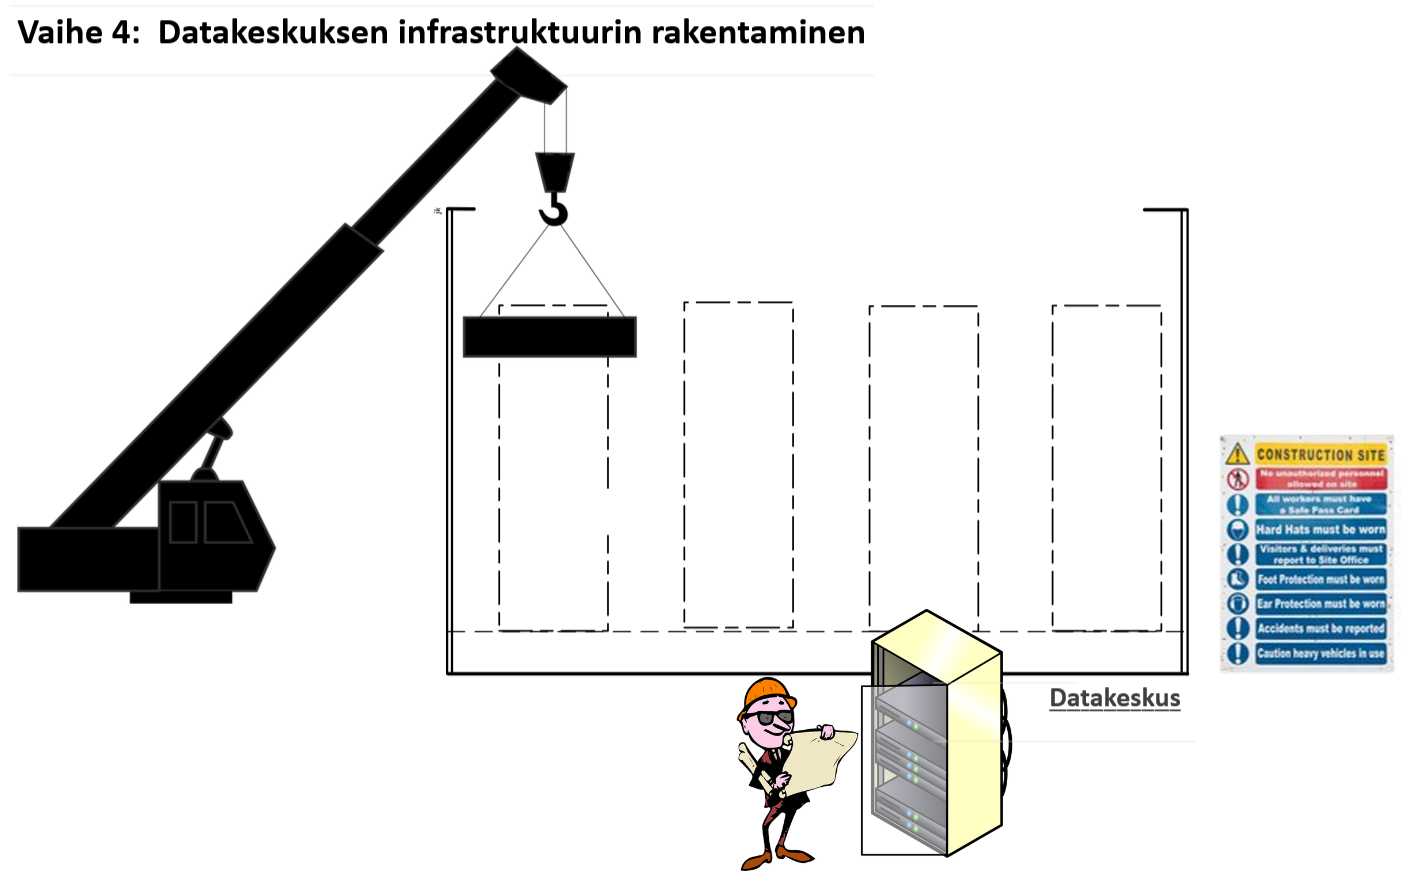 Vaihe 4: Datakeskuksen infrastruktuurin rakentaminen
jk
CONSTRUCTION SITE
No unauthorized personnel
allowed on site
All workers must have
a Safe Pass Card
Hard Hats must be worn
Visitors & deliveries must
report to Site Office
Foot Protection must be worn
Ear Protection must be worn
Accidents must be reported
Caution heavy vehicles in use
Datakeskus